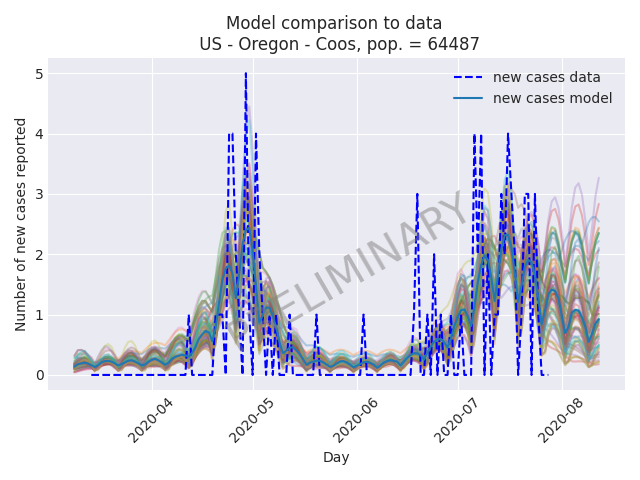 Model comparison to data
US - Oregon - Coos, pop. = 64487
new cases data
new cases model
PRELIMINARY
Number of new cases reported
5
4
3
2
1
0
2020-04
2020-05
2020-06
2020-07
2020-08
Day